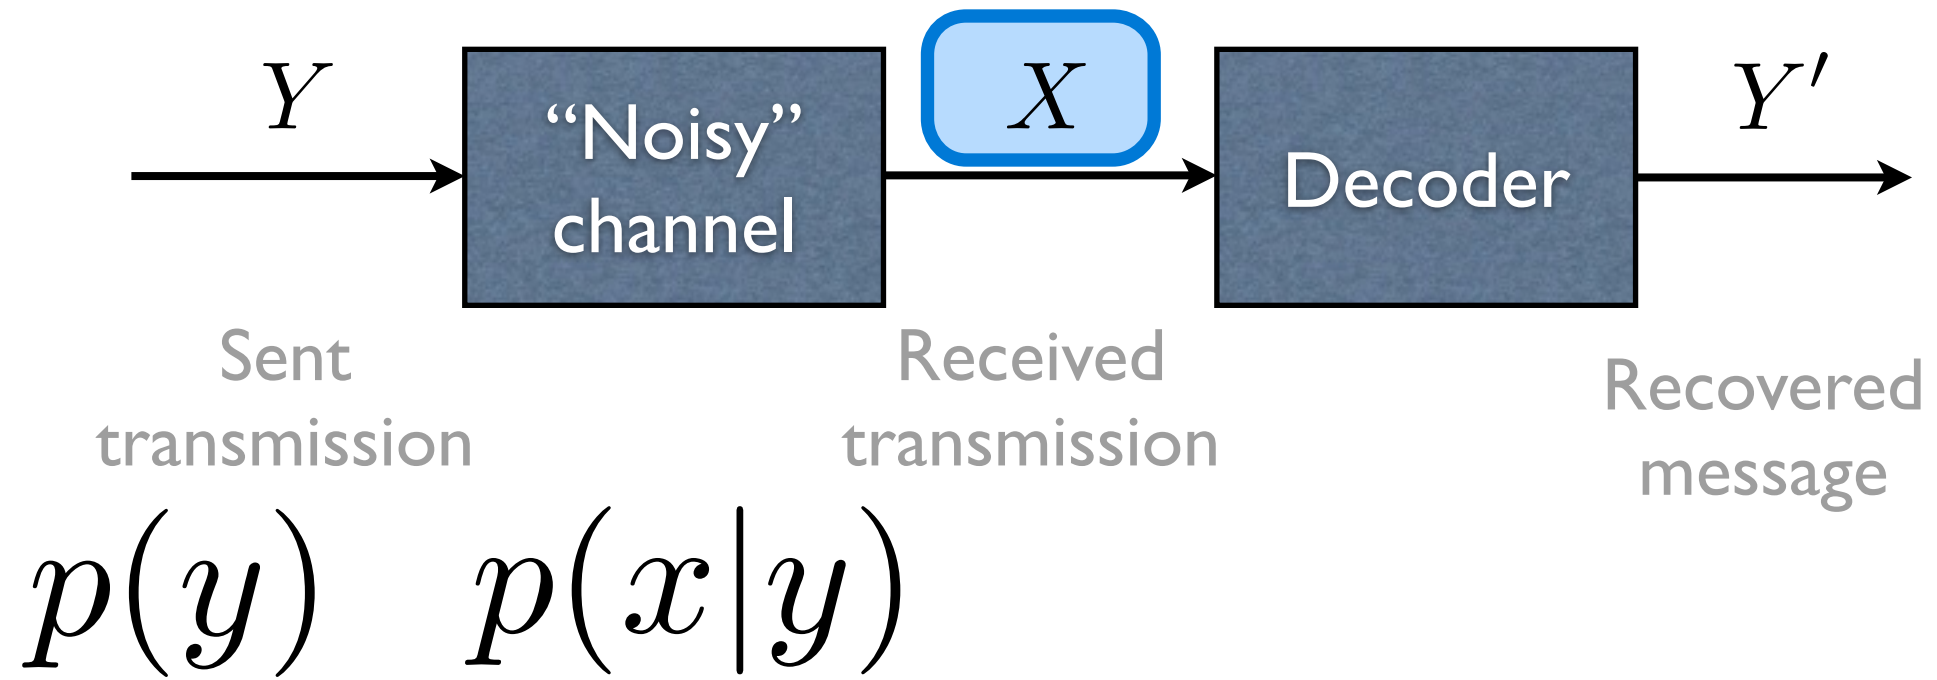 Y
“Noisy”
channel
X
Decoder
Y′
Sent
transmission
Received
transmission
Recovered
message
p(y)
p(x|y)